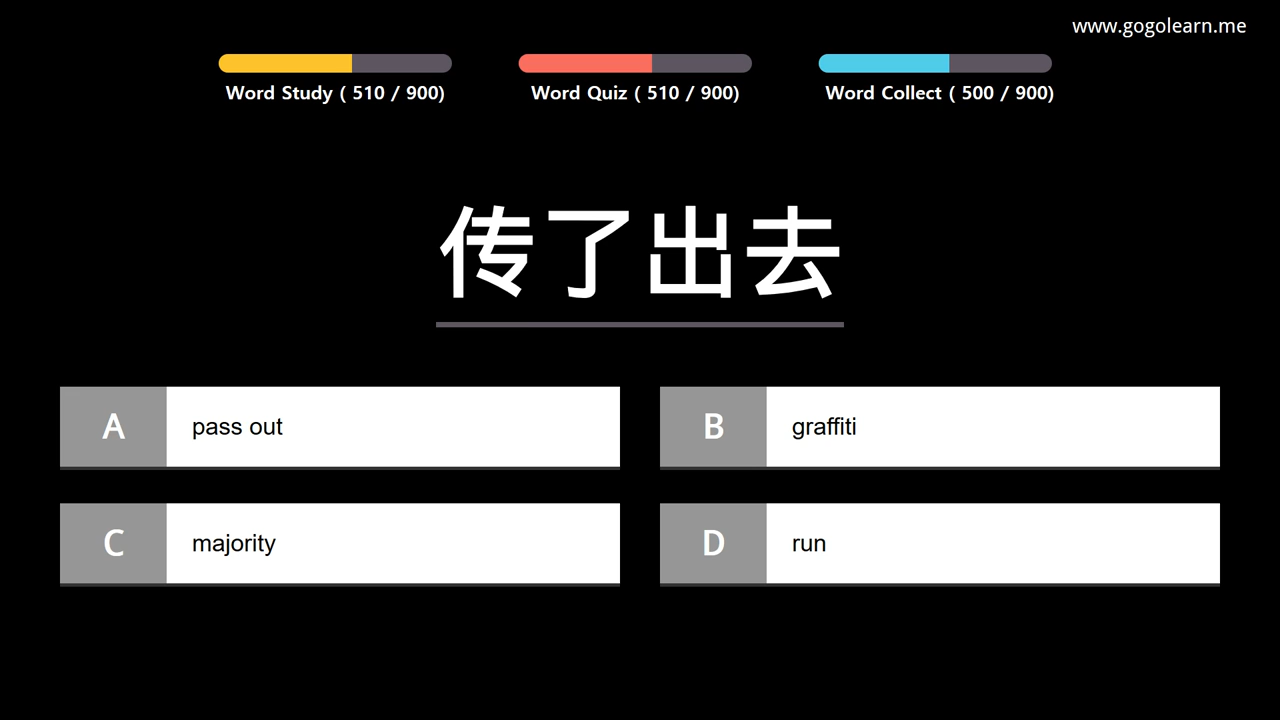 www.gogolearn.me
Word Study ( 510 / 900)
Word Quiz ( 510 / 900)
Word Collect ( 500 / 900)
传了出去
A
pass out
B
graffiti
C
majority
D
run